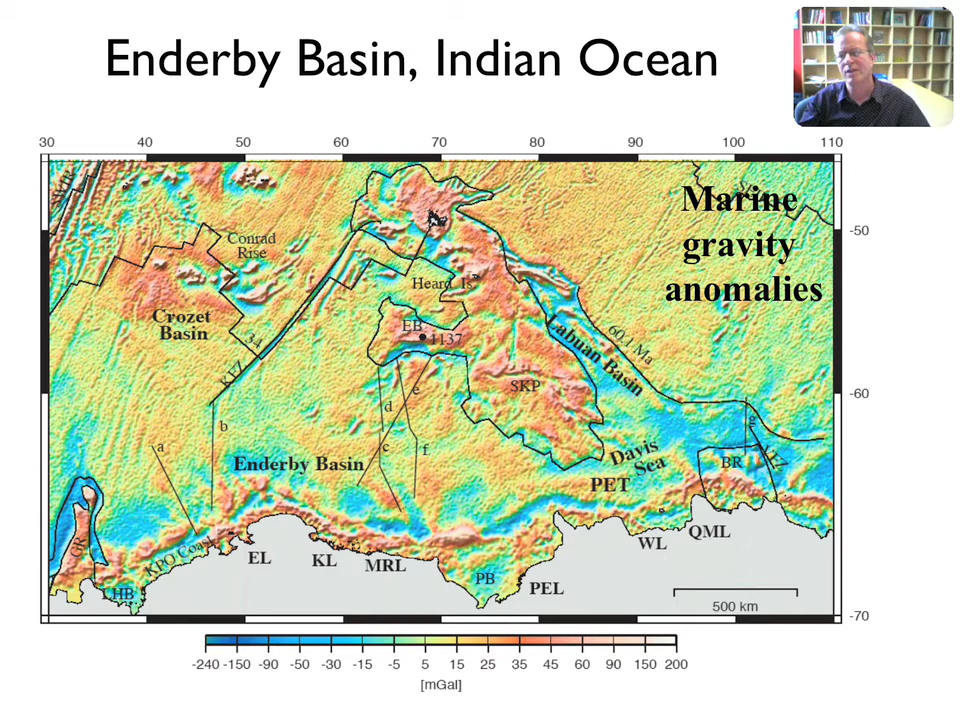 Enderby Basin, Indian Ocean
30 40 50 60 70 80 90 100 110
Marine
gravity
anomalies
-50
Conrad
Rise
Heard Is.
Crozet
Basin
34
EB
1137
Labuan Basin
60.1 Ma
KFZ
SKP
-60
e
d
b
a
c
f
Enderby Basin
Davis
Sea
PET
BR
GR
KPO Coast
EL
KL
MRL
WL
QML
PB
PEL
LHB
500 km
-70
-240 -150 -90 -50 -30 -15 -5 5 15 25 35 45 60 90 150 200
[mGal]